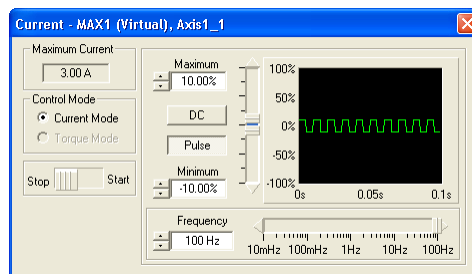 Current - MAX1 (Virtual), Axis1_1
Maximum Current
3.00 A
Control Mode
Current Mode
Torque Mode
Stop
Start
Maximum
10.00%
DC
Pulse
Minimum
-10.00%
100%
50%
0%
-50%
-100%
0s 0.05s 0.1s
Frequency
100 Hz
10mHz 100mHz 1Hz 10Hz 100Hz